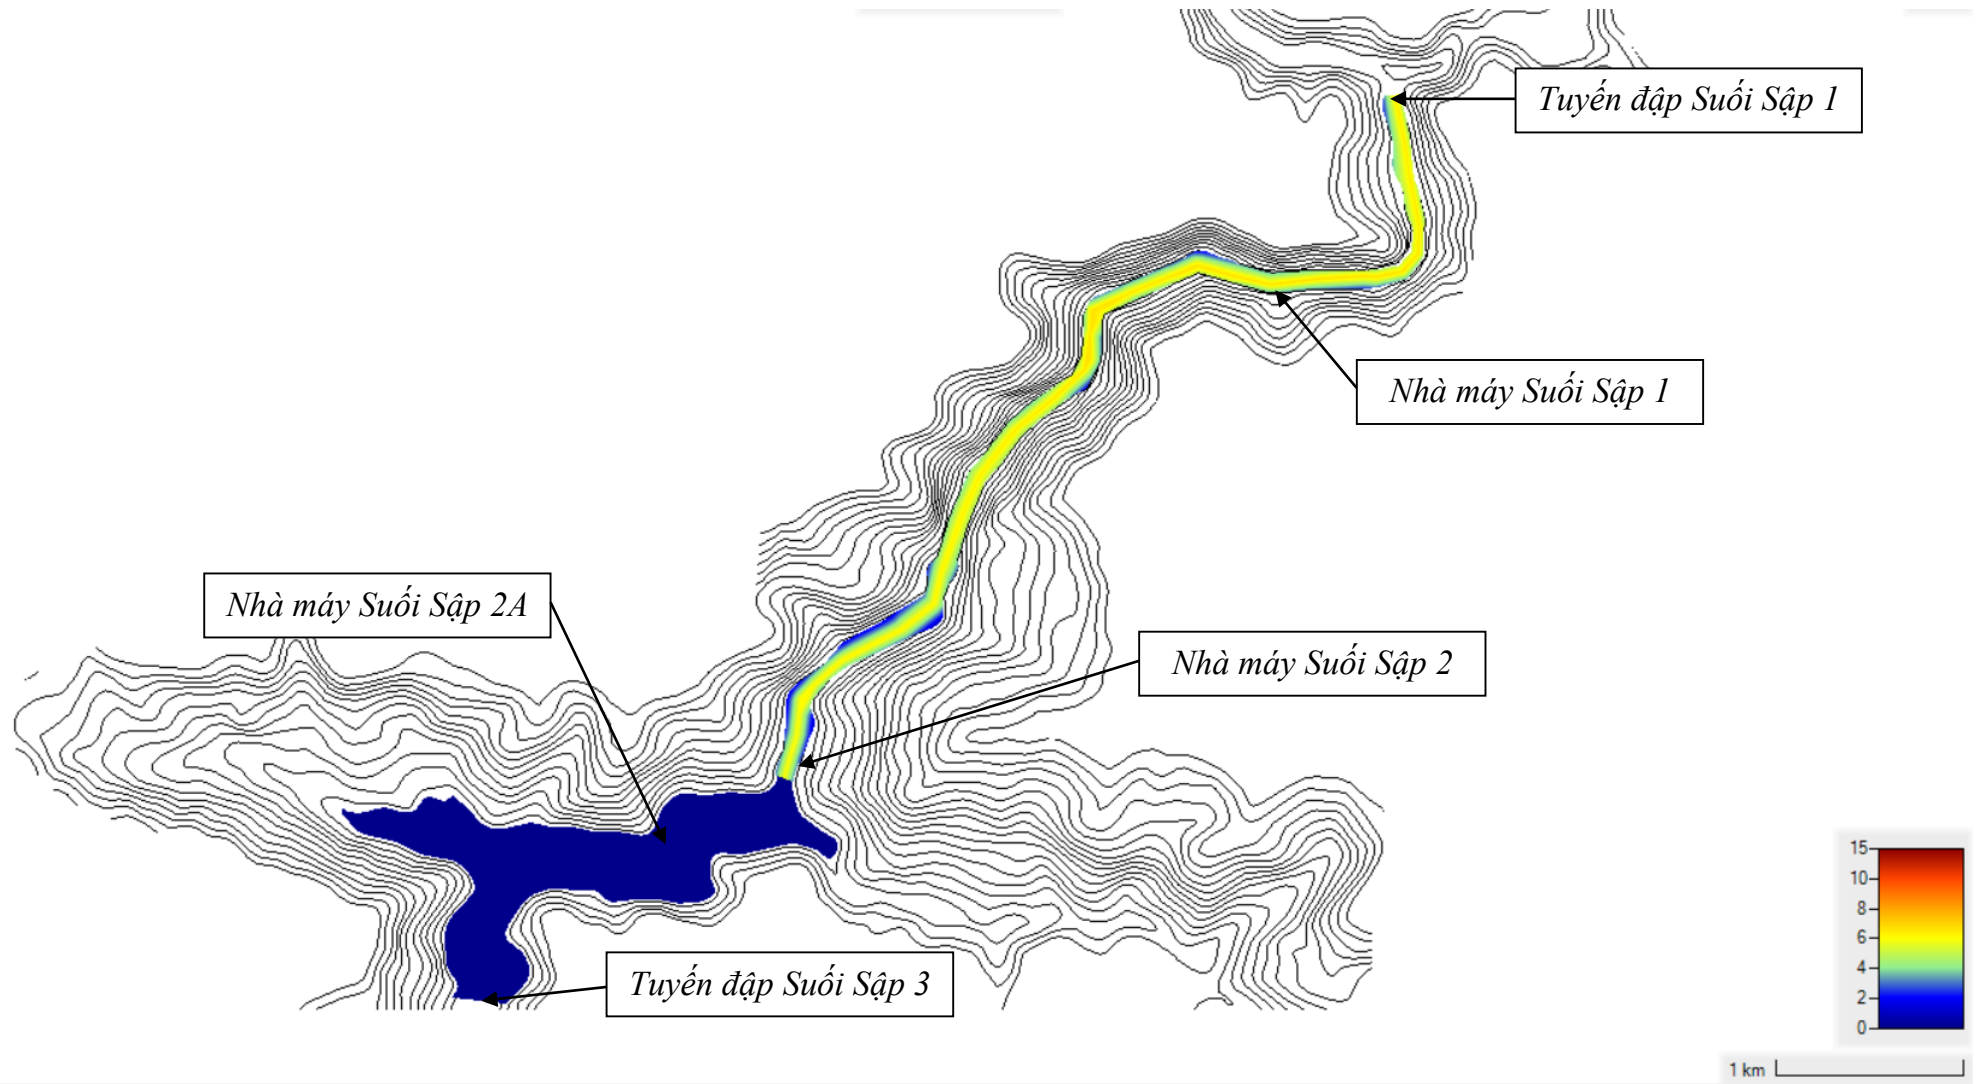 Tuyến đập Suối Sập 1
Nhà máy Suối Sập 1
Nhà máy Suối Sập 2A
Nhà máy Suối Sập 2
Tuyến đập Suối Sập 3
15
10
8
6
4
2
0
1 km